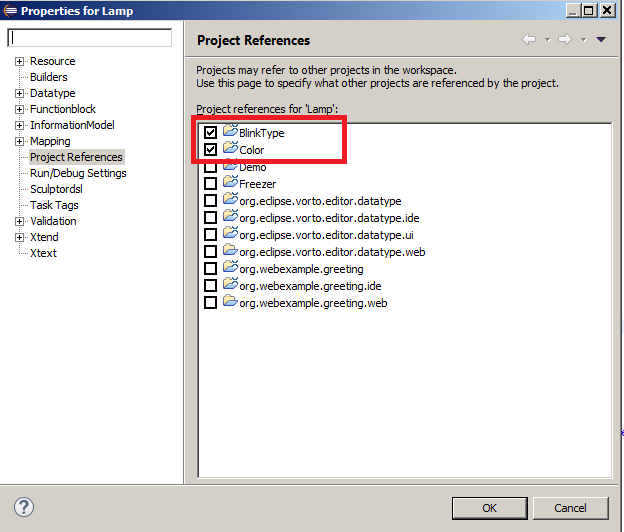 Properties for Lamp
Resource
Builders
Datatype
Functionblock
InformationModel
Mapping
Project References
Run/Debug Settings
Sculptordsl
Task Tags
Validation
Xtend
Xtext
Project References
Projects may refer to other projects in the workspace.
Use this page to specify what other projects are referenced by the project.
Project references for 'Lamp':
BlinkType
Color
Demo
Freezer
org.eclipse.vorto.editor.datatype
org.eclipse.vorto.editor.datatype.ide
org.eclipse.vorto.editor.datatype.ui
org.eclipse.vorto.editor.datatype.web
org.webexample.greeting
org.webexample.greeting.ide
org.webexample.greeting.web
OK
Cancel